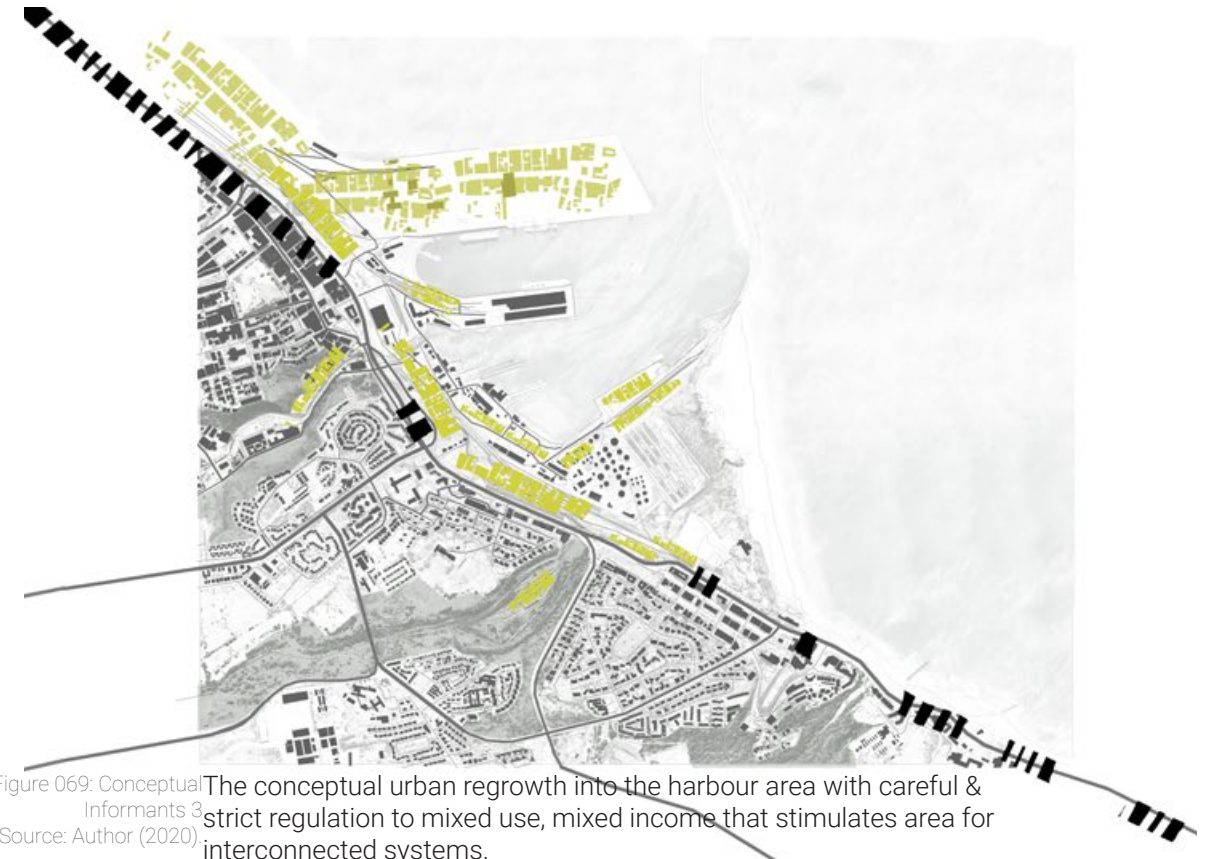 Figure 069: Conceptual
Informants 3
Source: Author (2020).
The conceptual urban regrowth into the harbour area with careful &
strict regulation to mixed use, mixed income that stimulates area for
interconnected systems.